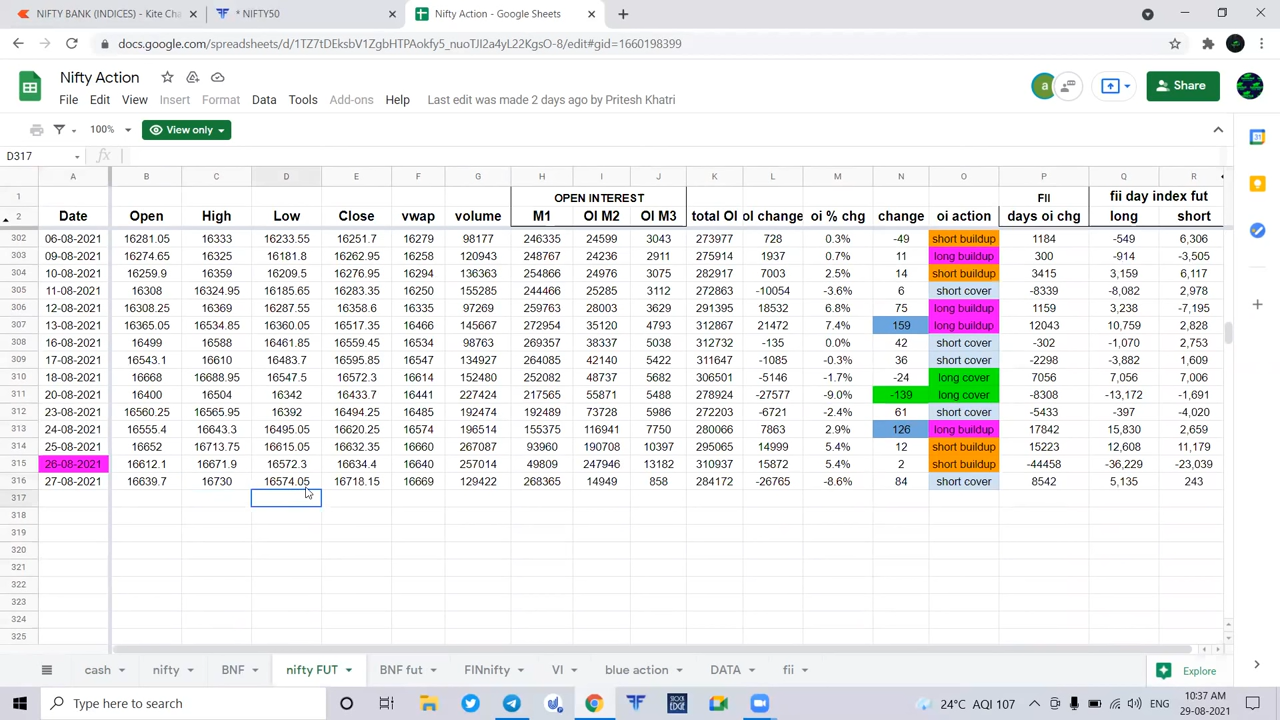 NIFTY BANK (INDICES) – Kite Cha
* NIFTY50
Nifty Action - Google Sheets
docs.google.com/spreadsheets/d/1TZ7tDEksbV1ZgbHTPAokfy5_nuoTJI2a4yL22KgsO-8/edit#gid=1660198399
Nifty Action
File Edit View Insert Format Data Tools Add-ons Help Last edit was made 2 days ago by Pritesh Khatri
a Share
100% View only
D317 fx
A B C D E F G H I J K L M N O P Q R
1 OPEN INTEREST FII fii day index fut
2 Date Open High Low Close vwap volume M1 OI M2 OI M3 total OI oI change oi % chg change oi action days oi chg long short
302 06-08-2021 16281.05 16333 16233.55 16251.7 16279 98177 246335 24599 3043 273977 728 0.3% -49 short buildup 1184 -549 6,306
303 09-08-2021 16274.65 16325 16181.8 16262.95 16258 120943 248767 24236 2911 275914 1937 0.7% 11 long buildup 300 -914 -3,505
304 10-08-2021 16259.9 16359 16209.5 16276.95 16294 136363 254866 24976 3075 282917 7003 2.5% 14 short buildup 3415 3,159 6,117
305 11-08-2021 16308 16324.8 16185 16283.35 16250 155285 244466 25285 3112 272863 -10054 -3.6% 6 short cover -8339 -8,082 2,978
306 12-08-2021 16308.25 16369 16287.55 16358.6 16335 97269 259763 28003 3629 291395 18532 6.8% 75 long buildup 1159 3,238 -7,195
307 13-08-2021 16365.05 16534.85 16360.05 16517.35 16466 145667 272954 35120 4793 312867 21472 7.4% 159 long buildup 12043 10,759 2,828
308 16-08-2021 16499 16588 16461.85 16559.45 16534 98763 269357 38337 5038 312732 -135 0.0% 42 short cover -302 -1,070 2,753
309 17-08-2021 16543.1 16610 16483.7 16595.85 16547 134927 264085 42140 5422 311647 -1085 -0.3% 36 short cover -2298 -3,882 1,609
310 18-08-2021 16668 16688.95 16547.5 16572.3 16614 152480 252082 48737 5682 306501 -5146 -1.7% -24 long cover 7056 7,056 7,006
311 20-08-2021 16400 16504 16342 16433.7 16441 227424 217565 55871 5488 278924 -27577 -9.0% -139 long cover -8308 -13,172 -1,691
312 23-08-2021 16560.25 16565.95 16392 16494.25 16485 192474 192489 73728 5986 272203 -6721 -2.4% 61 short cover -5433 -397 -4,020
313 24-08-2021 16555.4 16643.3 16495.05 16620.25 16574 196514 155375 116941 7750 280066 7863 2.9% 126 long buildup 17842 15,830 2,659
314 25-08-2021 16652 16713.75 16605 16632.35 16660 267087 93960 190708 10397 295065 14999 5.4% 12 short buildup 15223 12,608 11,179
315 26-08-2021 16612.1 16671.9 16572.3 16634.4 16640 257014 49809 247946 13182 310937 15872 5.4% 2 short buildup -44458 -36,229 -23,039
316 27-08-2021 16639.7 16730 16574.05 16718.15 16669 129422 268365 14949 858 284172 -26765 -8.6% 84 short cover 8542 5,135 243
317
318
319
320
321
322
323
324
325
cash nifty BNF nifty FUT BNF fut FINnifty VI blue action DATA fii Explore
Type here to search 24°C AQI 107 ENG 10:37 AM
29-08-2021